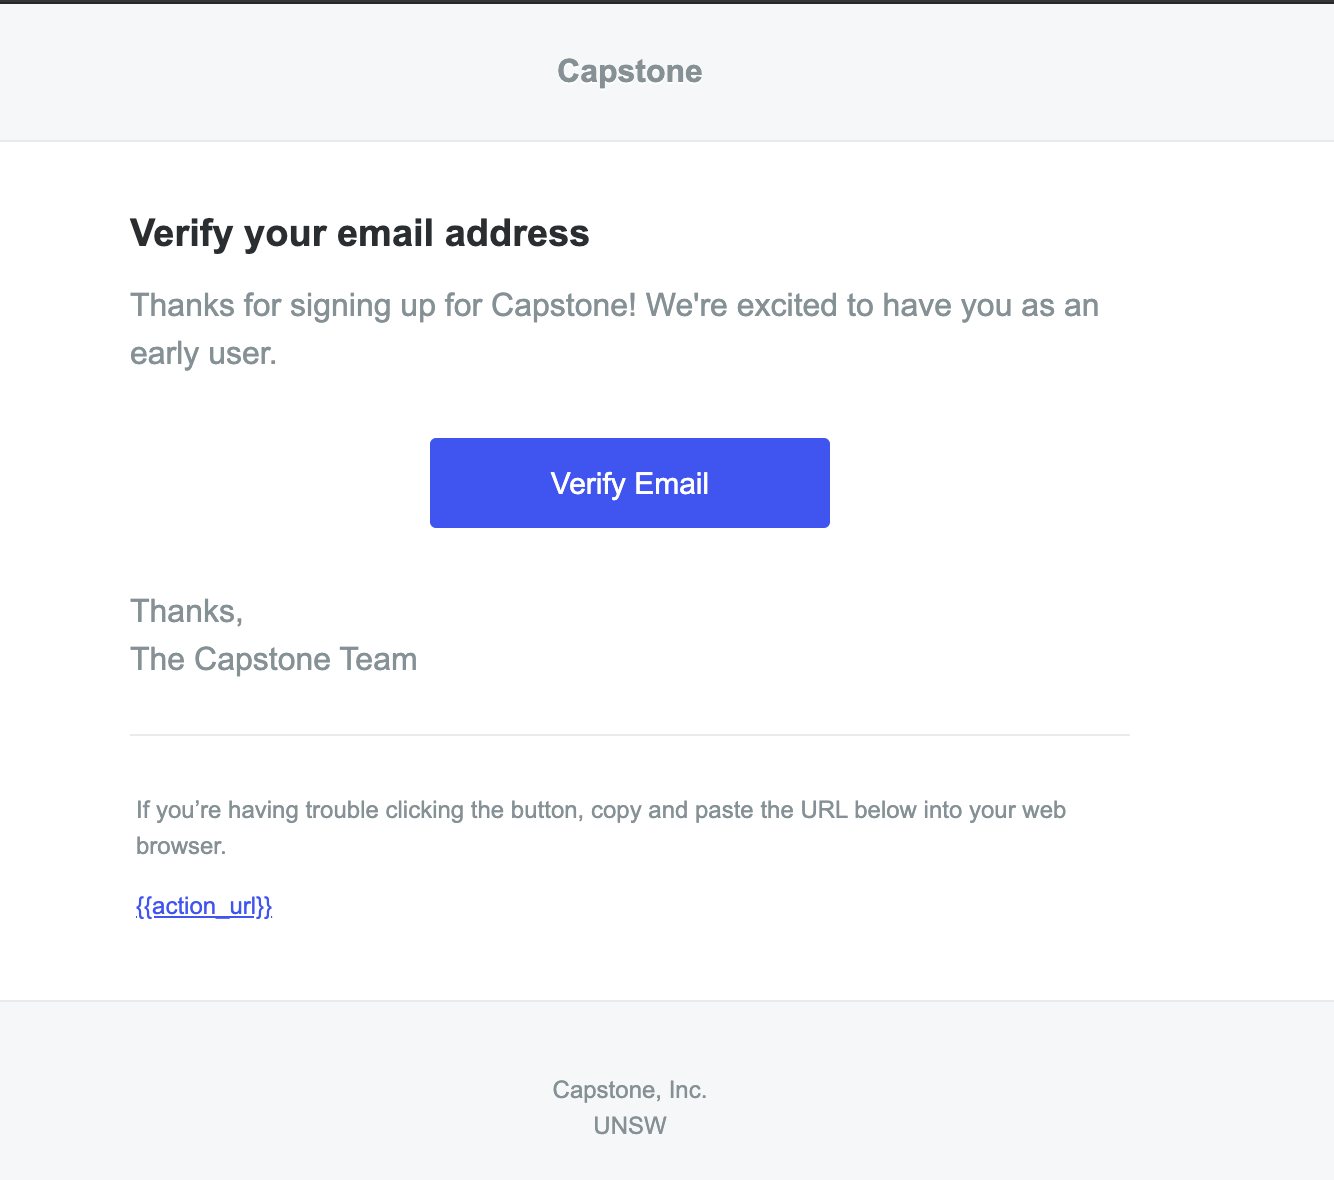 Capstone
Verify your email address
Thanks for signing up for Capstone! We're excited to have you as an
early user.
Verify Email
Thanks,
The Capstone Team
If you’re having trouble clicking the button, copy and paste the URL below into your web
browser.
{{action_url}}
Capstone, Inc.
UNSW